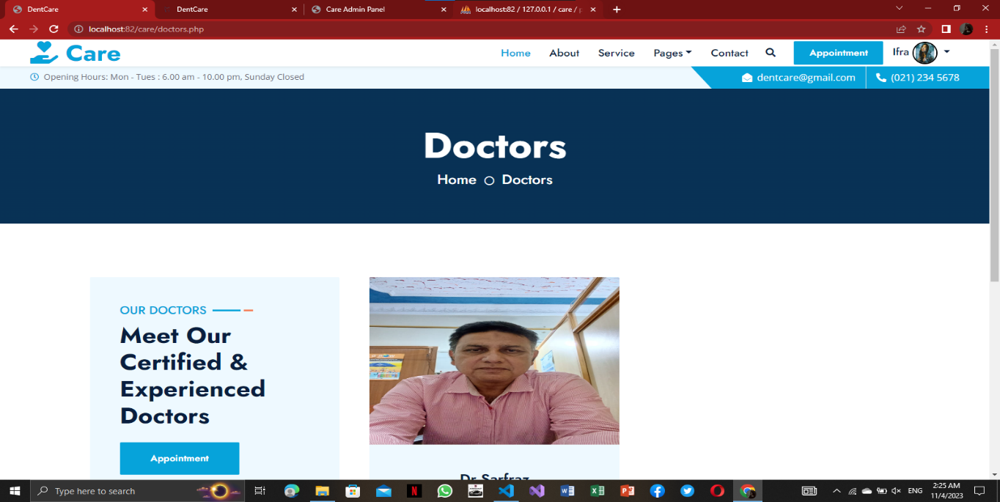 DentCare
DentCare
Care Admin Panel
localhost:82 / 127.0.0.1 / care /
localhost:82/care/doctors.php
Care
Home
About
Service
Pages
Contact
Appointment
Ifra
Opening Hours: Mon - Tues : 6.00 am - 10.00 pm, Sunday Closed
dentcare@gmail.com
(021) 234 5678
Doctors
Home
Doctors
OUR DOCTORS
Meet Our
Certified &
Experienced
Doctors
Appointment
Dr Sarfraz
Type here to search
ENG
2:25 AM
11/4/2023